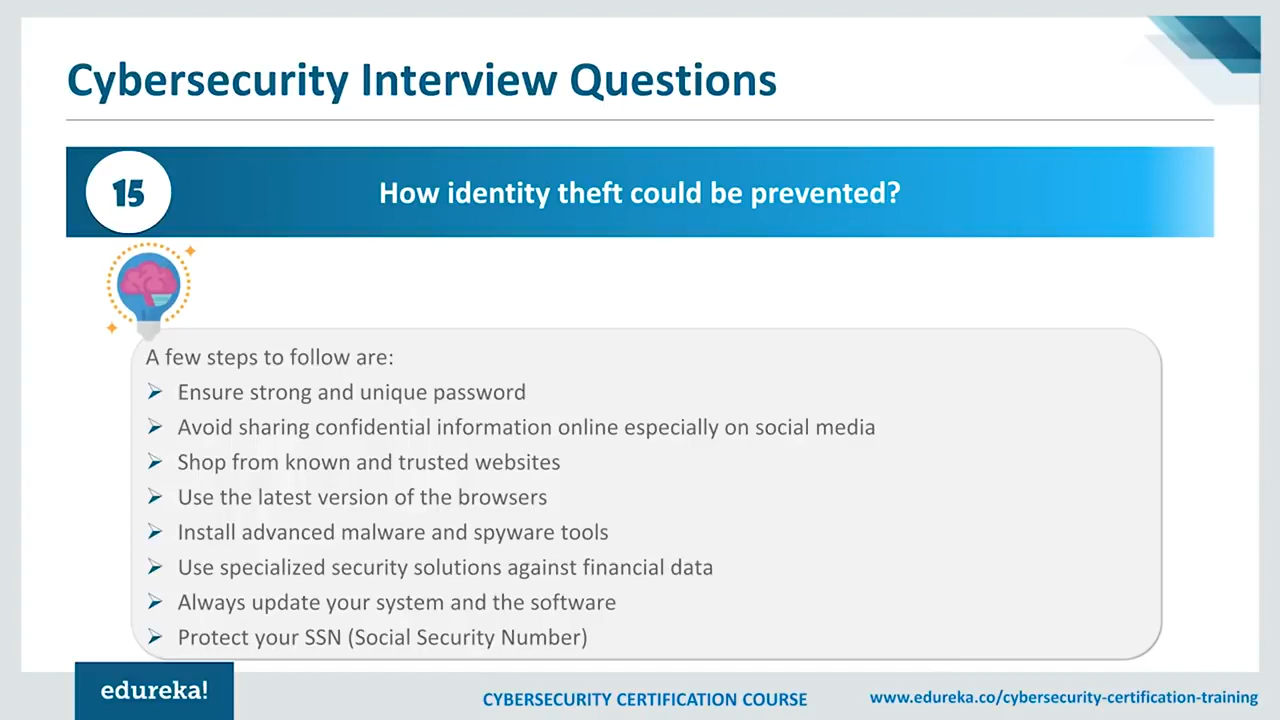 Cybersecurity Interview Questions
15
How identity theft could be prevented?
A few steps to follow are:
Ensure strong and unique password
Avoid sharing confidential information online especially on social media
Shop from known and trusted websites
Use the latest version of the browsers
Install advanced malware and spyware tools
Use specialized security solutions against financial data
Always update your system and the software
Protect your SSN (Social Security Number)
edureka!
CYBERSECURITY CERTIFICATION COURSE
www.edureka.co/cybersecurity-certification-training